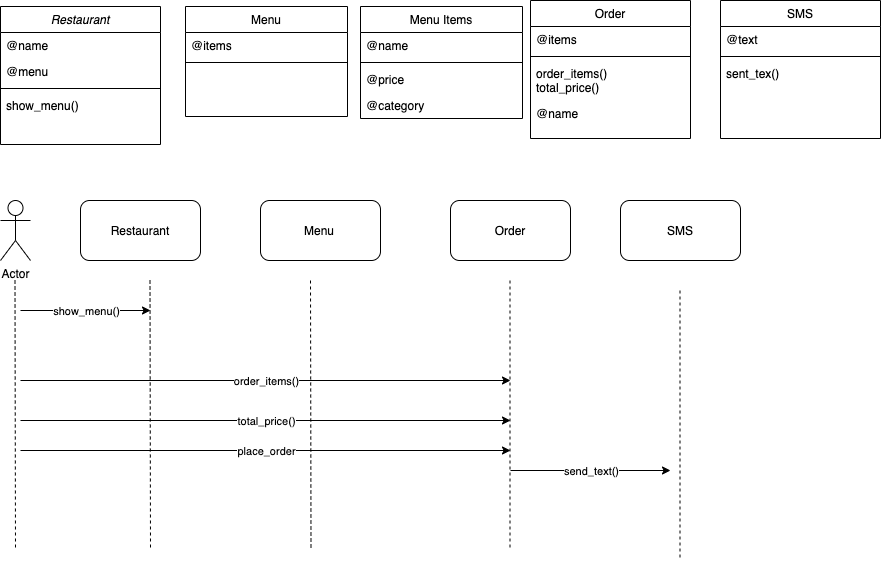 Restaurant
@name
@menu
show_menu()
Menu
@items
Menu Items
@name
@price
@category
Order
@items
order_items()
total_price()
@name
SMS
@text
sent_tex()
Actor
Restaurant
Menu
Order
SMS
show_menu()
order_items()
total_price()
place_order
send_text()